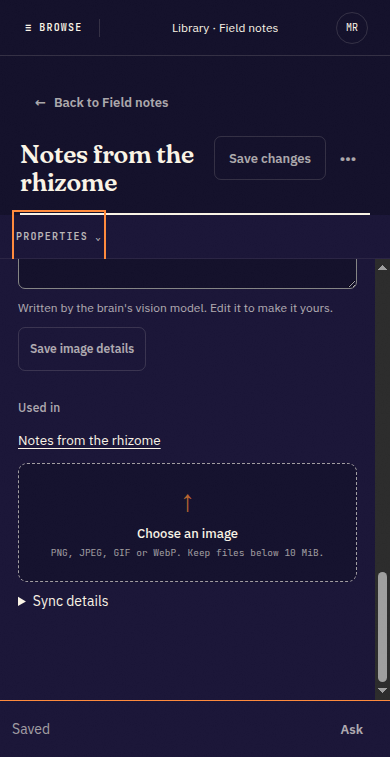 ≡ BROWSE
Library · Field notes
MR
← Back to Field notes
Notes from the
rhizome
Save changes
•••
PROPERTIES ⌄
Written by the brain's vision model. Edit it to make it yours.
Save image details
Used in
Notes from the rhizome
↑
Choose an image
PNG, JPEG, GIF or WebP. Keep files below 10 MiB.
▶ Sync details
Saved
Ask